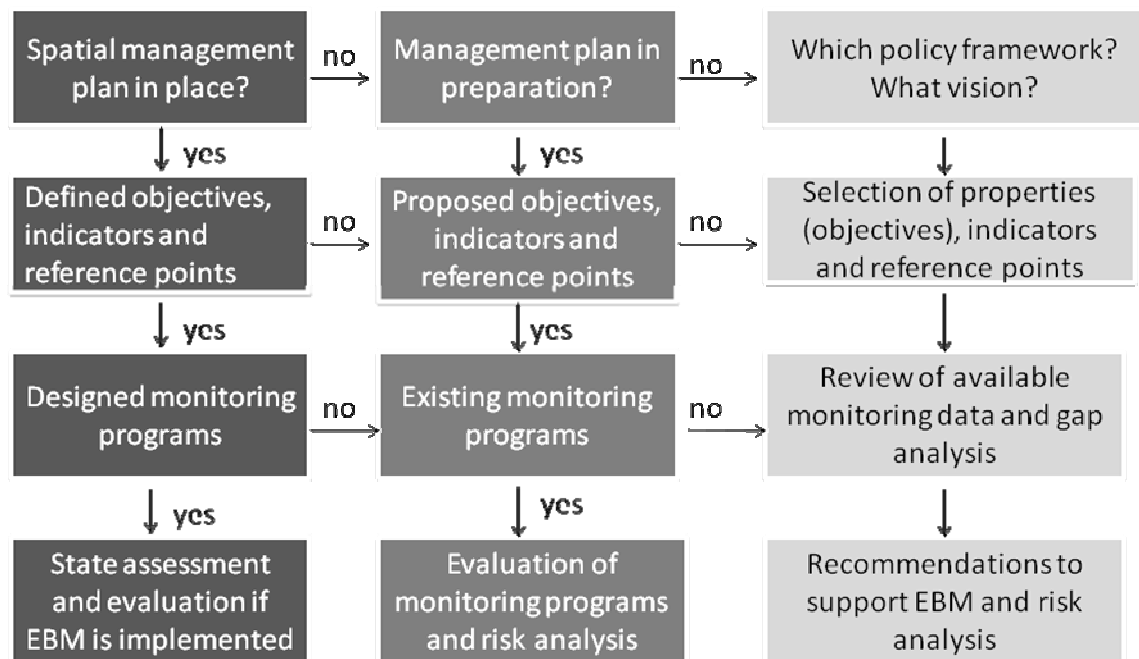 Spatial management
plan in place?
no
Management plan in
preparation?
no
Which policy framework?
What vision?
yes
yes
Defined objectives,
indicators and
reference points
no
Proposed objectives,
indicators and
reference points
no
Selection of properties
(objectives), indicators
and reference points
yes
yes
Designed monitoring
programs
no
Existing monitoring
programs
no
Review of available
monitoring data and gap
analysis
yes
yes
State assessment
and evaluation if
EBM is implemented
Evaluation of
monitoring programs
and risk analysis
Recommendations to
support EBM and risk
analysis